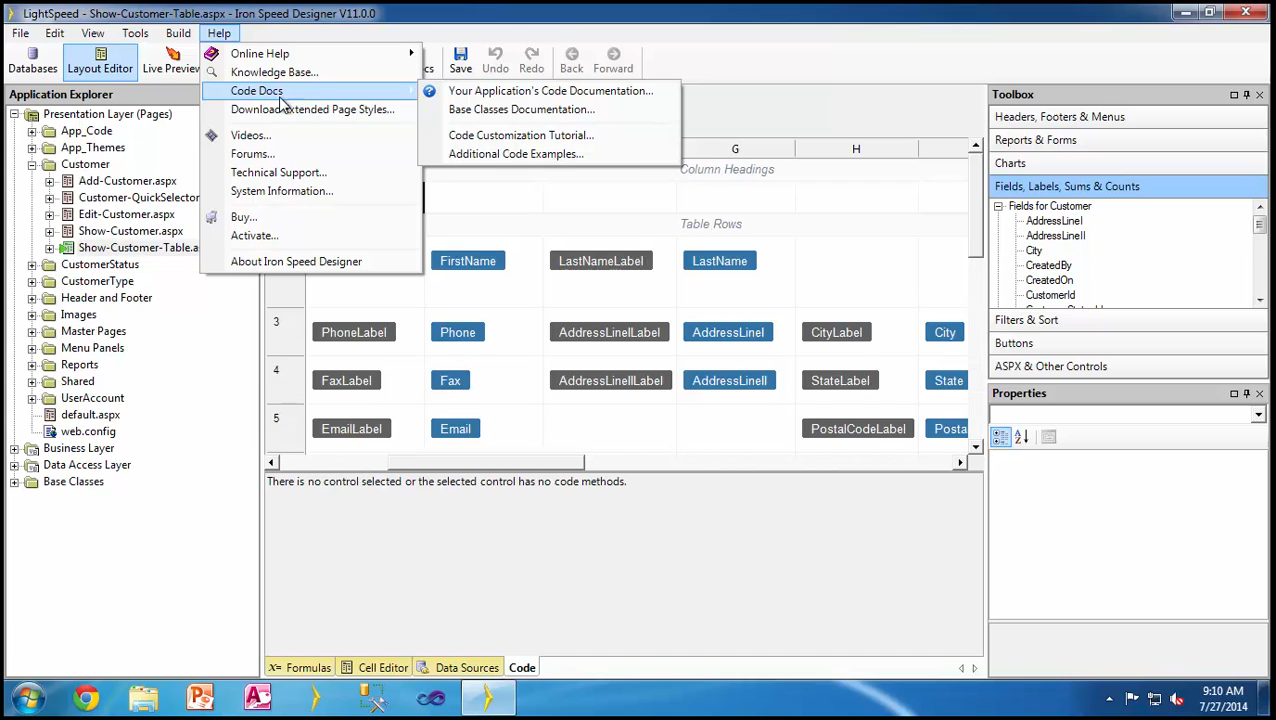 LightSpeed - Show-Customer-Table.aspx - Iron Speed Designer V11.0.0
File Edit View Tools Build Help
Databases Layout Editor Live Preview Save Undo Redo Back Forward
Online Help
Knowledge Base...
Code Docs
Download Extended Page Styles...
Videos...
Forums...
Technical Support...
System Information...
Buy...
Activate...
About Iron Speed Designer
Your Application's Code Documentation...
Base Classes Documentation...
Code Customization Tutorial...
Additional Code Examples...
Application Explorer
Presentation Layer (Pages)
App_Code
App_Themes
Customer
Add-Customer.aspx
Customer-QuickSelector
Edit-Customer.aspx
Show-Customer.aspx
Show-Customer-Table.as
CustomerStatus
CustomerType
Header and Footer
Images
Master Pages
Menu Panels
Reports
Shared
UserAccount
default.aspx
web.config
Business Layer
Data Access Layer
Base Classes
G H
Column Headings
Table Rows
FirstName LastNameLabel LastName
3 PhoneLabel Phone AddressLineILabel AddressLineI CityLabel City
4 FaxLabel Fax AddressLineIILabel AddressLineII StateLabel State
5 EmailLabel Email PostalCodeLabel Posta
There is no control selected or the selected control has no code methods.
Formulas Cell Editor Data Sources Code
Toolbox
Headers, Footers & Menus
Reports & Forms
Charts
Fields, Labels, Sums & Counts
Fields for Customer
AddressLineI
AddressLineII
City
CreatedBy
CreatedOn
CustomerId
Filters & Sort
Buttons
ASPX & Other Controls
Properties
9:10 AM
7/27/2014